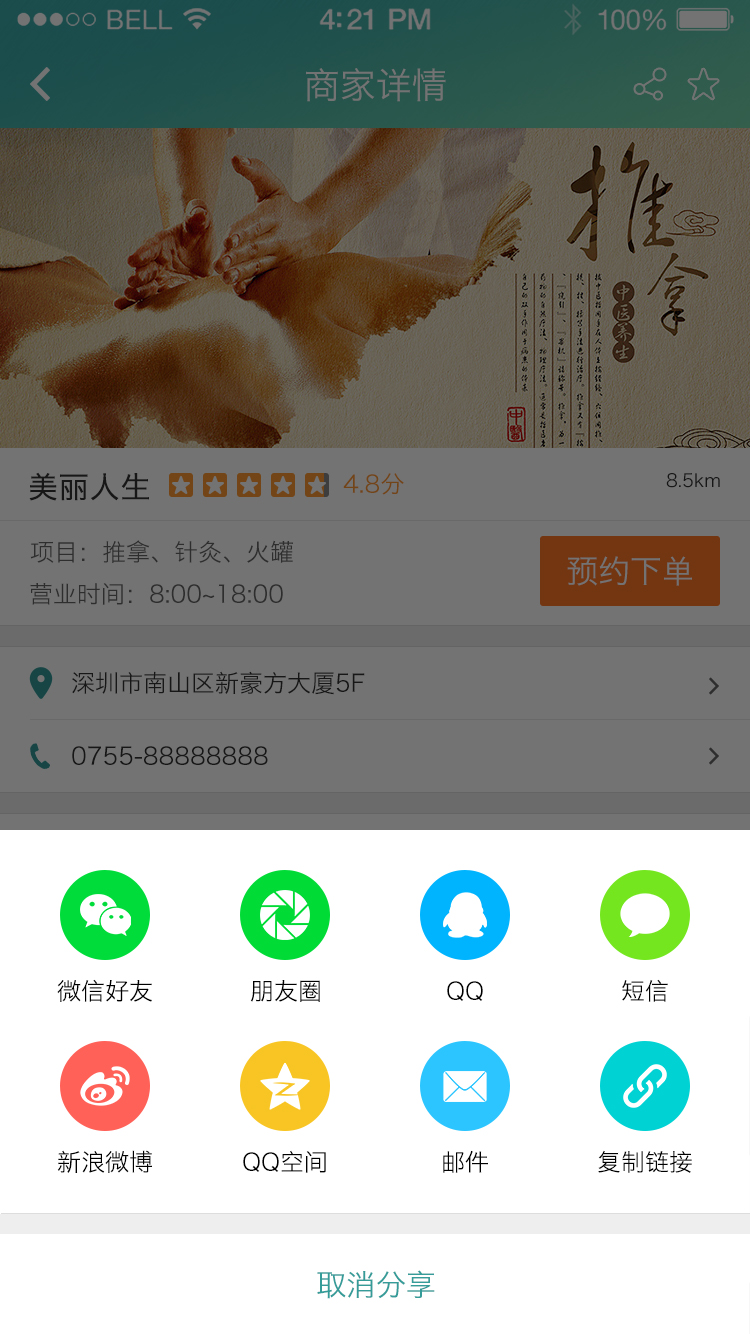 BELL
4:21 PM
100%
商家详情
推拿
中医养生
中醫
美丽人生
4.8分
8.5km
项目：推拿、针灸、火罐
营业时间：8:00~18:00
预约下单
深圳市南山区新豪方大厦5F
0755-88888888
微信好友
朋友圈
QQ
短信
新浪微博
QQ空间
邮件
复制链接
取消分享